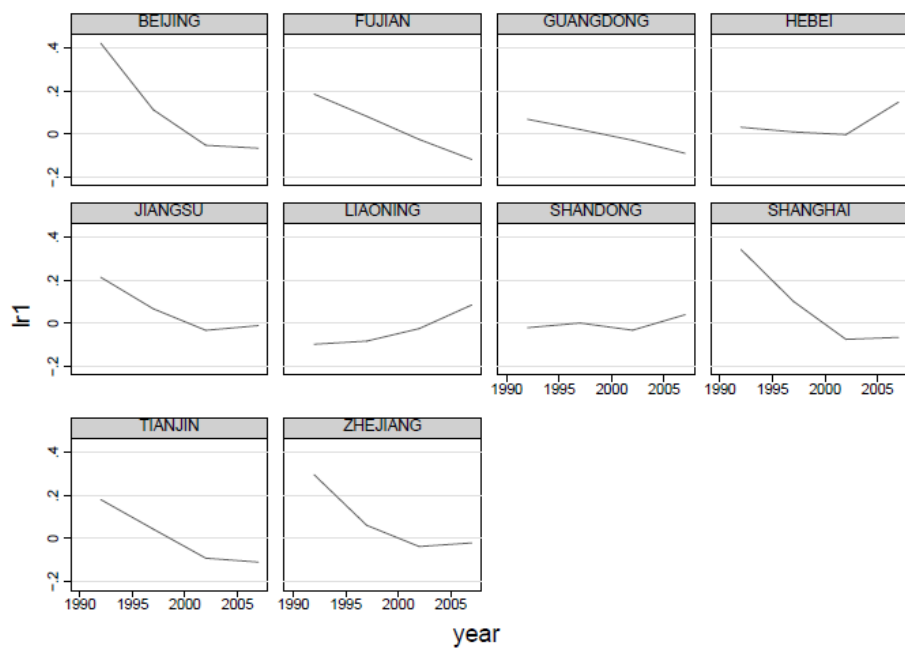 BEIJING FUJIAN GUANGDONG HEBEI
.4
.2
0
-.2
JIANGSU LIAONING SHANDONG SHANGHAI
.4
.2
0
-.2
1990 1995 2000 2005 1990 1995 2000 2005
TIANJIN ZHEJIANG
.4
.2
0
-.2
1990 1995 2000 2005 1990 1995 2000 2005
lr1
year